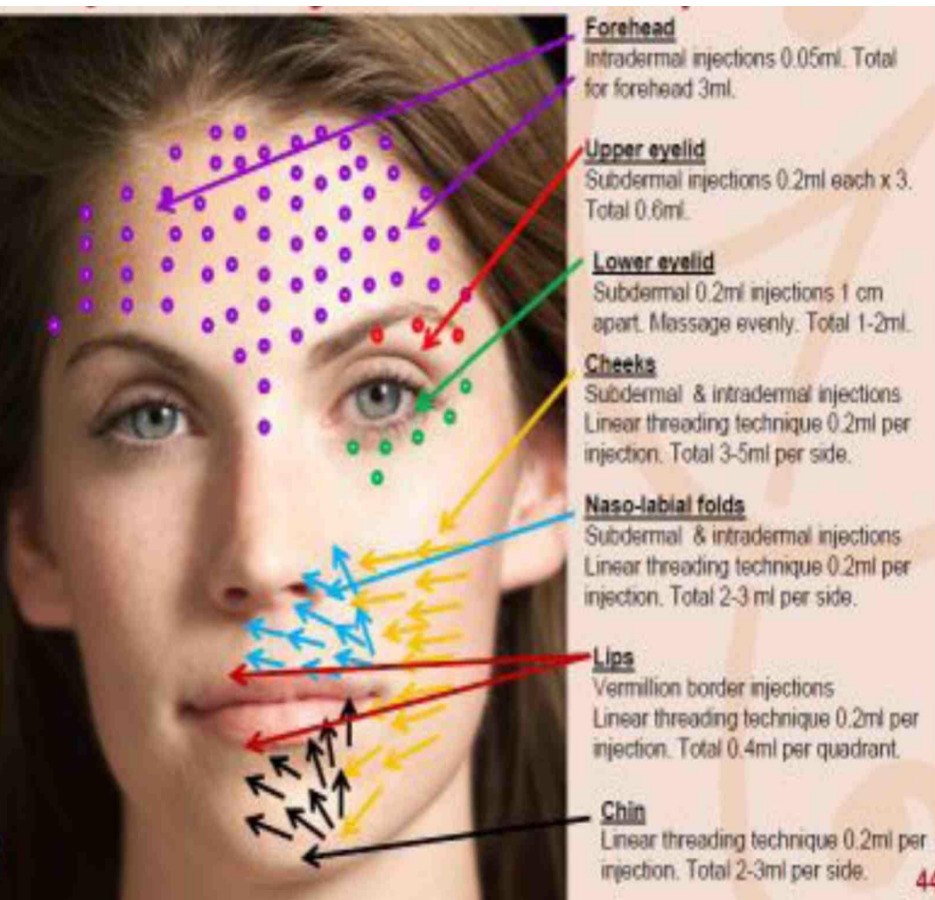 Forehead
Intradermal injections 0.05ml. Total
for forehead 3ml.
Upper eyelid
Subdermal injections 0.2ml each x 3.
Total 0.6ml.
Lower eyelid
Subdermal 0.2ml injections 1 cm
apart. Massage evenly. Total 1-2ml.
Cheeks
Subdermal & intradermal injections
Linear threading technique 0.2ml per
injection. Total 3-5ml per side.
Naso-labial folds
Subdermal & intradermal injections
Linear threading technique 0.2ml per
injection. Total 2-3 ml per side.
Lips
Vermillion border injections
Linear threading technique 0.2ml per
injection. Total 0.4ml per quadrant.
Chin
Linear threading technique 0.2ml per
injection. Total 2-3ml per side.
44